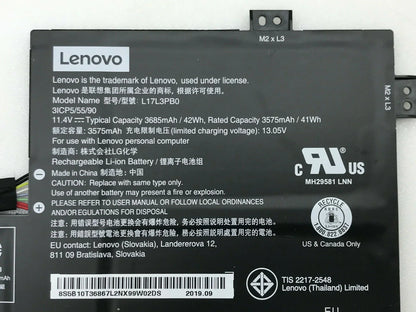 M2 x L3
Lenovo
M2 x L3
Lenovo is the trademark of Lenovo, used under license.
Lenovo 是联想集团所属企业的商标，根据许可使用。
Model Name 型号/型號: L17L3PB0
3ICP5/55/90
11.4V⎓ Typical Capacity 3685mAh / 42Wh, Rated Capacity 3575mAh / 41Wh
额定容量: 3575mAh 充电限制电压 (limited charging voltage): 13.05V
For use with Lenovo personal computer
制造商: 株式会社LG化学
Rechargeable Li-ion Battery / 锂离子电池组
Made in China 制造地: 中国
CAUTION: Replace with same type only.
Use of another battery may present a fire or explosion.
PLEASE REFER TO USER MANUAL OR FOLLOW LOCAL ORDINANCES
AND/OR REGULATIONS FOR DISPOSAL
注意: 用错误型号电池更换会有爆炸危险，务必按照说明处置用完的电池。
注意: 用錯誤型號電池更換會有爆炸危險，請務必按照說明處置用完的電池。
EU contact: Lenovo (Slovakia), Landererova 12,
811 09 Bratislava, Slovakia
C RU US
MH29581 LNN
RECYCLE
1.800.822.8837
US & Canada Only
8S5B10T36867L2NX99W02DS 2019.09
TIS 2217-2548
Lenovo (Thailand) Limited
EU